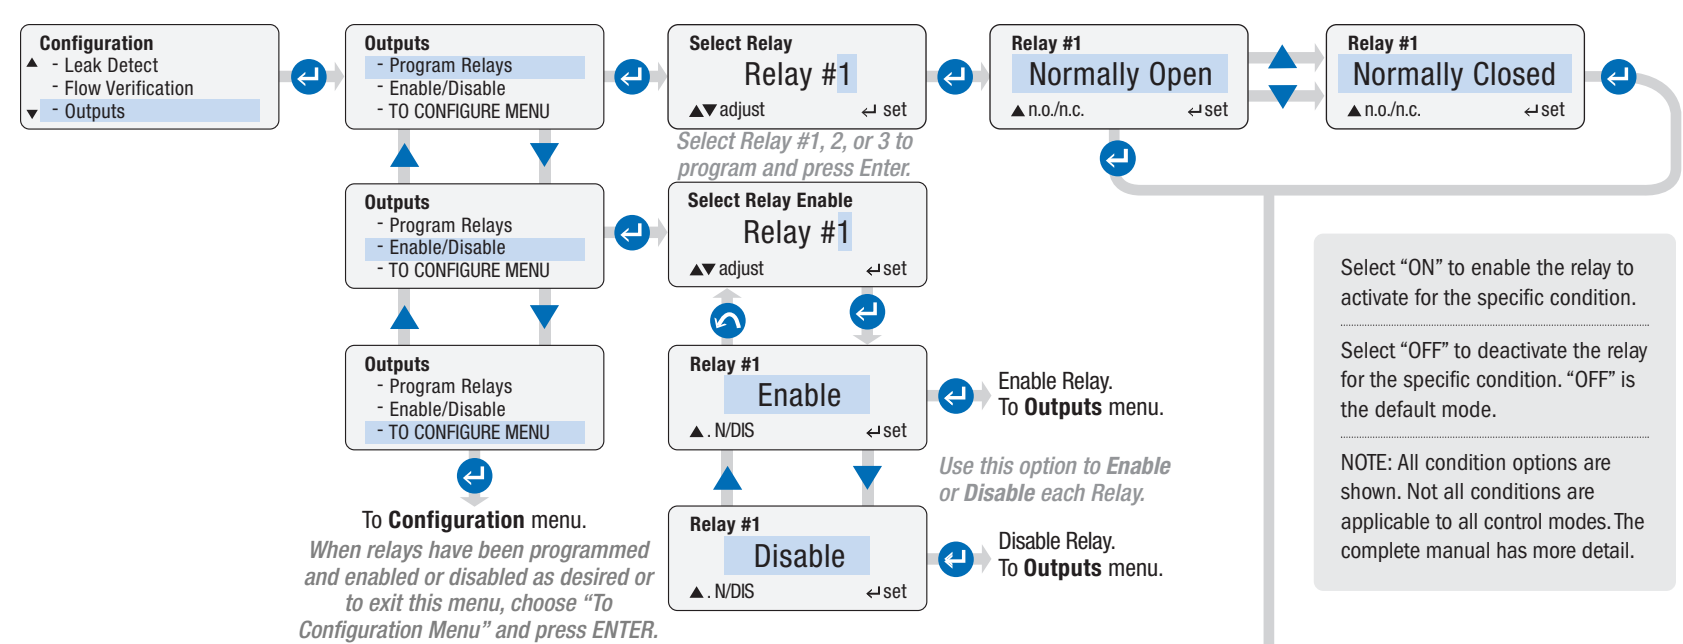 Configuration
▲ - Leak Detect
- Flow Verification
▼ - Outputs
Outputs
- Program Relays
- Enable/Disable
- TO CONFIGURE MENU
Select Relay
Relay #1
▲▼ adjust ↵ set
Select Relay #1, 2, or 3 to
program and press Enter.
Relay #1
Normally Open
▲ n.o./n.c. ↵ set
Relay #1
Normally Closed
▲ n.o./n.c. ↵ set
Outputs
- Program Relays
- Enable/Disable
- TO CONFIGURE MENU
Select Relay Enable
Relay #1
▲▼ adjust ↵ set
Outputs
- Program Relays
- Enable/Disable
- TO CONFIGURE MENU
To Configuration menu.
When relays have been programmed
and enabled or disabled as desired or
to exit this menu, choose “To
Configuration Menu” and press ENTER.
Relay #1
Enable
▲ . N/DIS ↵ set
Enable Relay.
To Outputs menu.
Use this option to Enable
or Disable each Relay.
Relay #1
Disable
▲ . N/DIS ↵ set
Disable Relay.
To Outputs menu.
Select “ON” to enable the relay to
activate for the specific condition.
Select “OFF” to deactivate the relay
for the specific condition. “OFF” is
the default mode.
NOTE: All condition options are
shown. Not all conditions are
applicable to all control modes. The
complete manual has more detail.